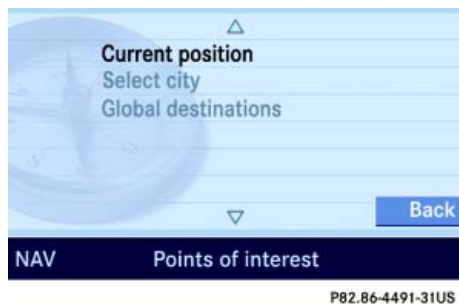 Current position
Select city
Global destinations
Back
NAV Points of interest
P82.86-4491-31US